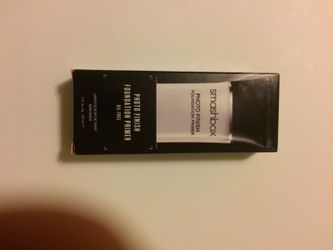 PHOTO FINISH
FOUNDATION PRIMER
OIL-FREE
smashbox
PHOTO FINISH
FOUNDATION PRIMER